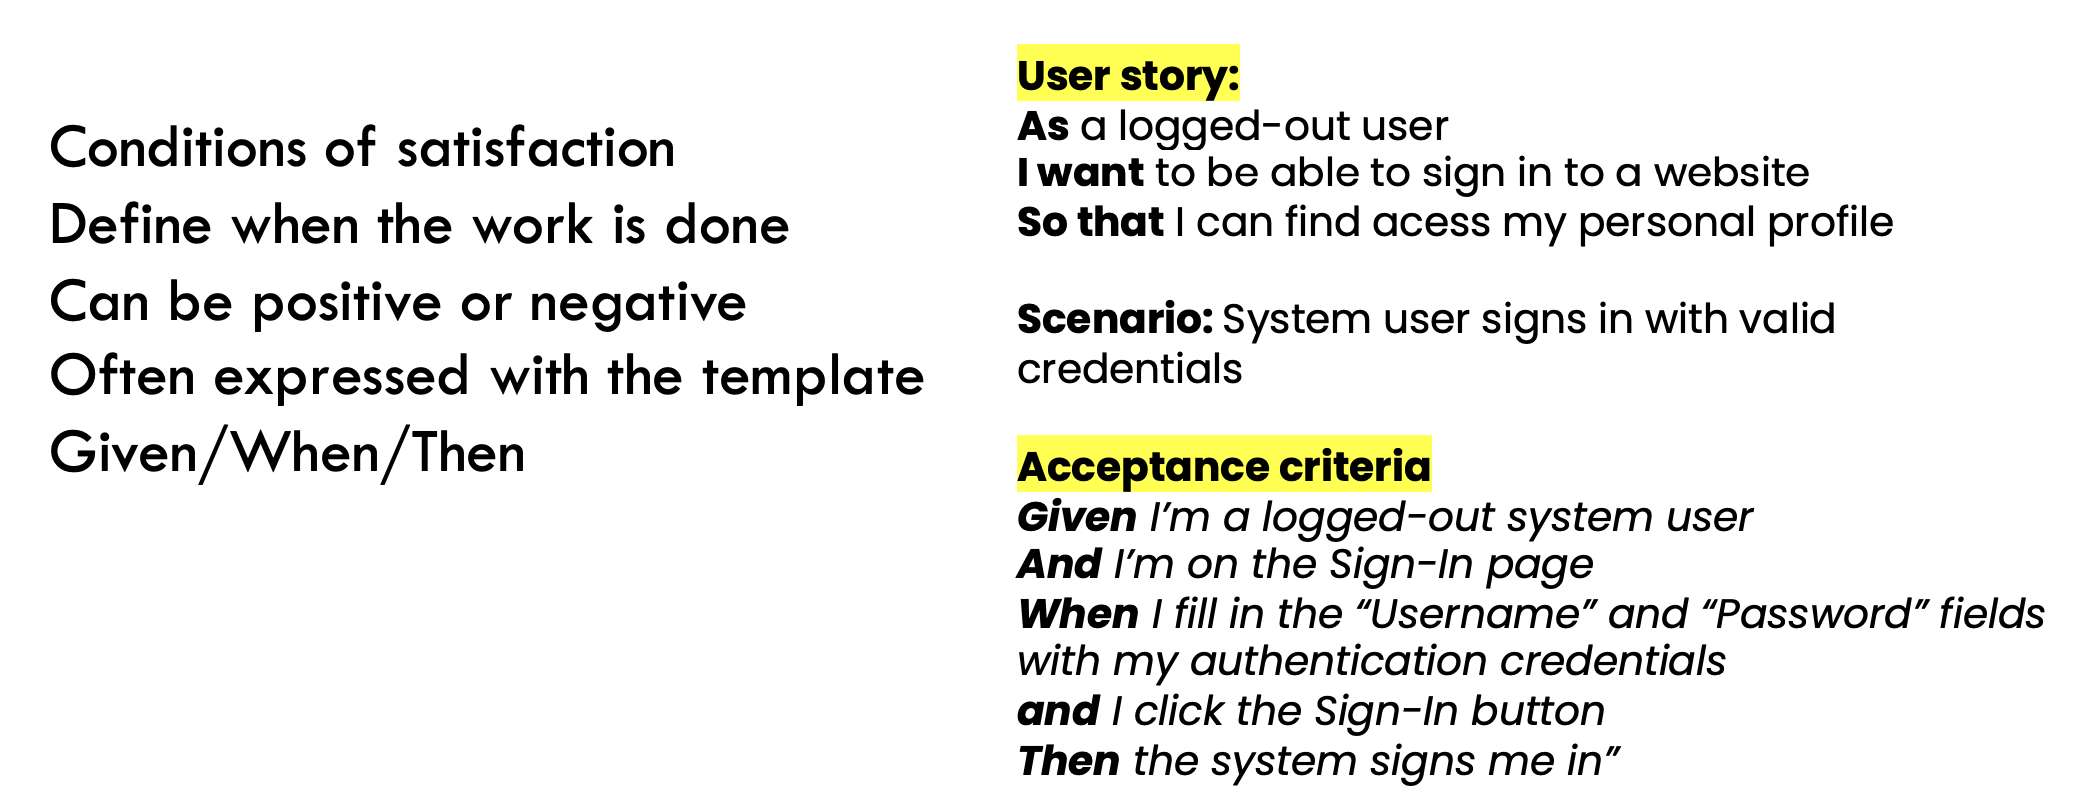 Conditions of satisfaction
Define when the work is done
Can be positive or negative
Often expressed with the template
Given/When/Then
User story:
As a logged-out user
I want to be able to sign in to a website
So that I can find acess my personal profile
Scenario: System user signs in with valid
credentials
Acceptance criteria
Given I’m a logged-out system user
And I’m on the Sign-In page
When I fill in the “Username” and “Password” fields
with my authentication credentials
and I click the Sign-In button
Then the system signs me in”